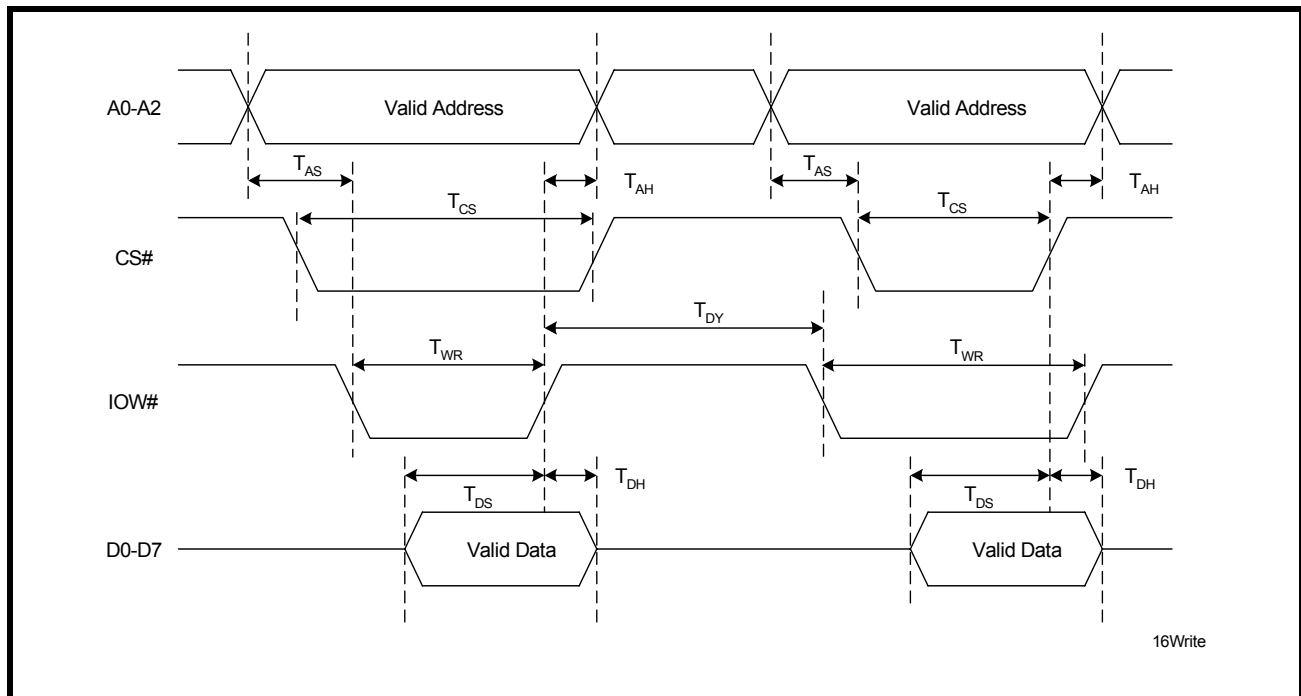 A0-A2
Valid Address
Valid Address
TAS
TAH
TAS
TAH
TCS
TCS
CS#
TDY
TWR
TWR
IOW#
TDS
TDH
TDS
TDH
D0-D7
Valid Data
Valid Data
16Write